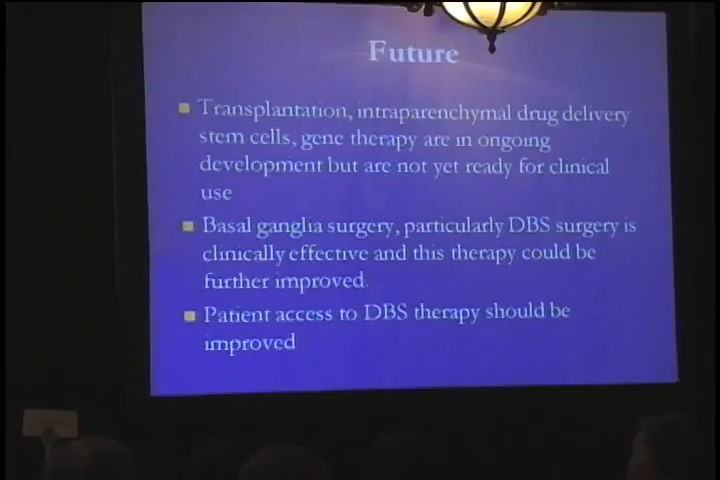 Future
Transplantation, intraparenchymal drug delivery
stem cells, gene therapy are in ongoing
development but are not yet ready for clinical
use
Basal ganglia surgery, particularly DBS surgery is
clinically effective and this therapy could be
further improved.
Patient access to DBS therapy should be
improved